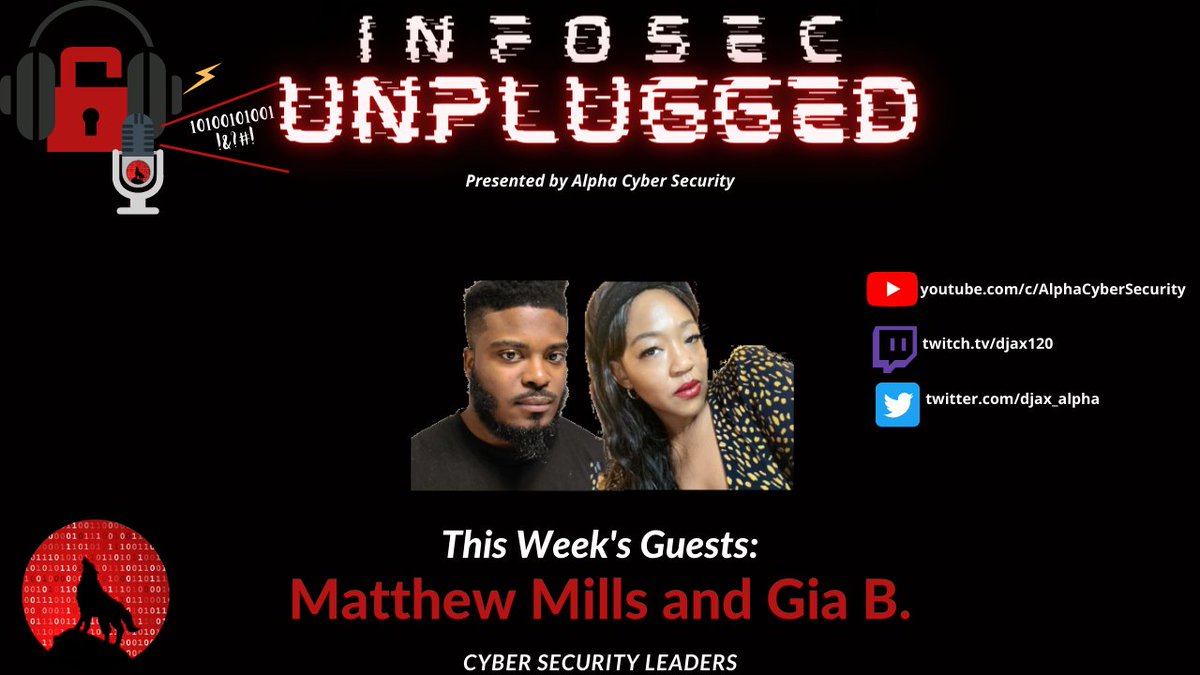 INFOSEC
UNPLUGGED
10100101001
!&?#!
Presented by Alpha Cyber Security
youtube.com/c/AlphaCyberSecurity
twitch.tv/djax120
twitter.com/djax_alpha
This Week's Guests:
Matthew Mills and Gia B.
CYBER SECURITY LEADERS